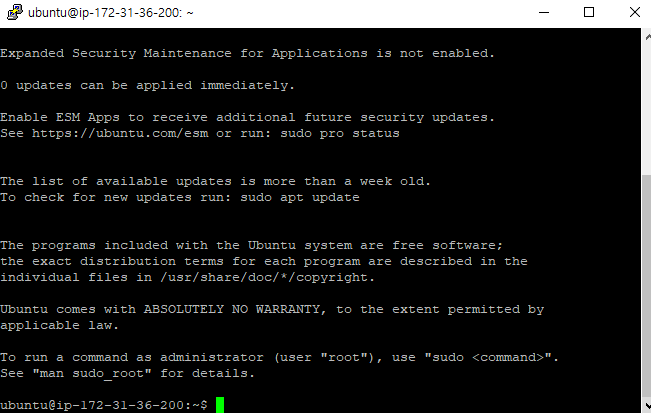 ubuntu@ip-172-31-36-200: ~
Expanded Security Maintenance for Applications is not enabled.
0 updates can be applied immediately.
Enable ESM Apps to receive additional future security updates.
See https://ubuntu.com/esm or run: sudo pro status
The list of available updates is more than a week old.
To check for new updates run: sudo apt update
The programs included with the Ubuntu system are free software;
the exact distribution terms for each program are described in the
individual files in /usr/share/doc/*/copyright.
Ubuntu comes with ABSOLUTELY NO WARRANTY, to the extent permitted by
applicable law.
To run a command as administrator (user "root"), use "sudo <command>".
See "man sudo_root" for details.
ubuntu@ip-172-31-36-200:~$